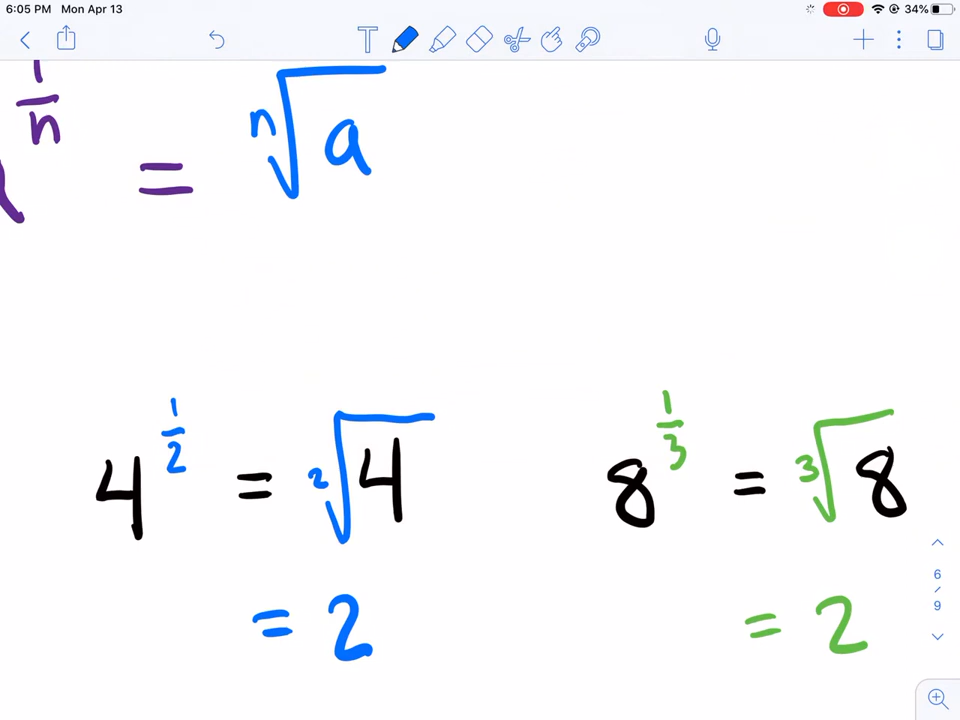 6:05 PM Mon Apr 13 34%
T
1/n = ⁿ√a
4^(1/2) = ²√4
= 2
8^(1/3) = ³√8
= 2
6
/
9